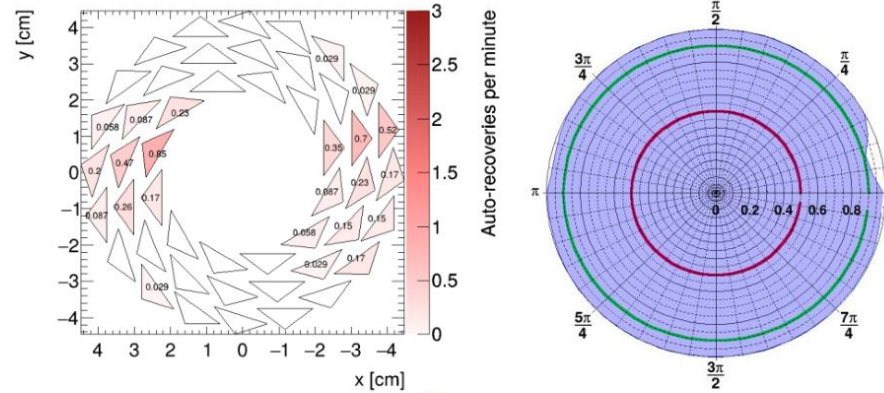 y [cm]
4
3
2
1
0
−1
−2
−3
−4
4 3 2 1 0 −1 −2 −3 −4
x [cm]
0.029
0.029
0.058 0.087 0.23
0.52
0.7
0.35
0.85
0.47
0.2
0.17
0.23
0.087
0.17
0.26
0.087
0.15
0.15
0.058
0.17
0.029
0.029
3
2.5
2
1.5
1
0.5
0
Auto-recoveries per minute
π/2
3π/4
π/4
π
0 0.2 0.4 0.6 0.8
5π/4
7π/4
3π/2